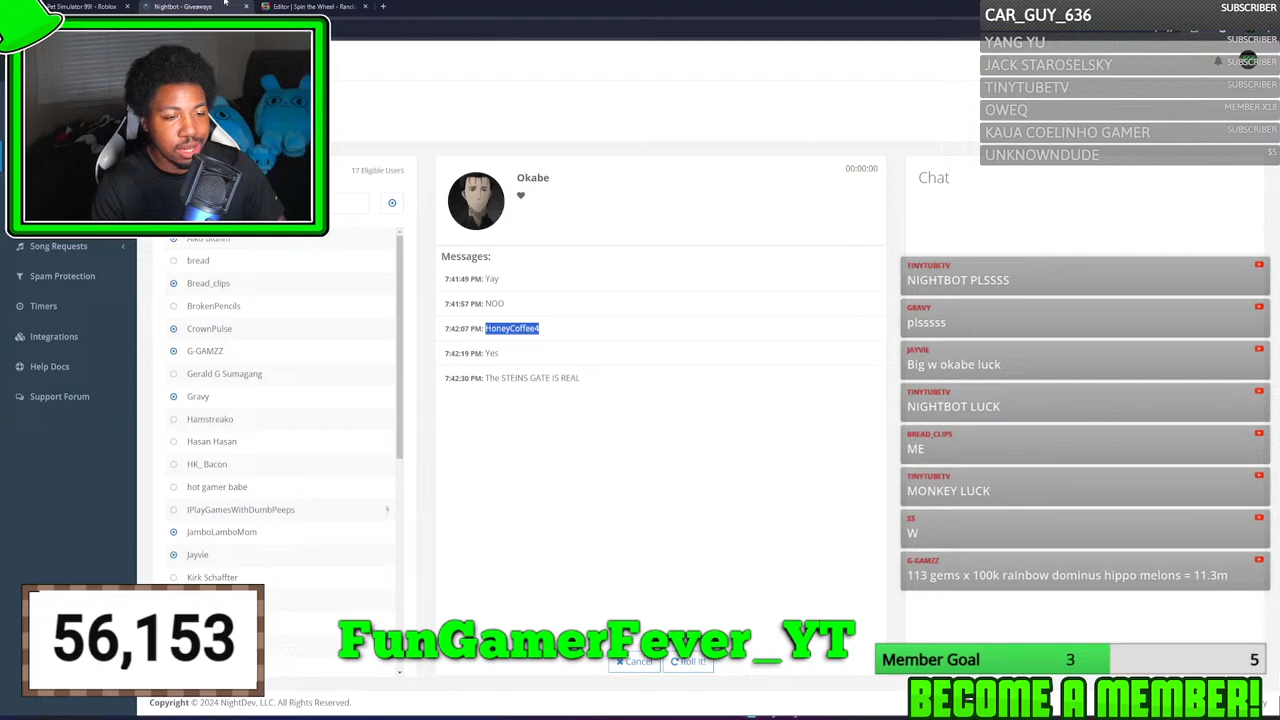 Pet Simulator 99! - Roblox
Nightbot - Giveaways
Editor | Spin the Wheel - Rand
CAR_GUY_636 SUBSCRIBER
YANG YU SUBSCRIBER
JACK STAROSELSKY SUBSCRIBER
TINYTUBETV SUBSCRIBER
OWEQ MEMBER X18
KAUA COELINHO GAMER SUBSCRIBER
UNKNOWNDUDE $5
Song Requests
Spam Protection
Timers
Integrations
Help Docs
Support Forum
17 Eligible Users
bread
Bread_clips
BrokenPencils
CrownPulse
G-GAMZZ
Gerald G Sumagang
Gravy
Hamstreako
Hasan Hasan
HK_ Bacon
hot gamer babe
IPlayGamesWithDumbPeeps
JamboLamboMom
Jayvie
Kirk Schaffter
Okabe
00:00:00
Messages:
7:41:49 PM: Yay
7:41:57 PM: NOO
7:42:07 PM: HoneyCoffee4
7:42:19 PM: Yes
7:42:30 PM: The STEINS GATE IS REAL
Cancel
Roll It!
Chat
TINYTUBETV
NIGHTBOT PLSSSS
GRAVY
plsssss
JAYVIE
Big w okabe luck
TINYTUBETV
NIGHTBOT LUCK
BREAD_CLIPS
ME
TINYTUBETV
MONKEY LUCK
SS
W
G-GAMZZ
113 gems x 100k rainbow dominus hippo melons = 11.3m
56,153
FunGamerFever_YT
Member Goal 3 5
BECOME A MEMBER!
Copyright © 2024 NightDev, LLC. All Rights Reserved.